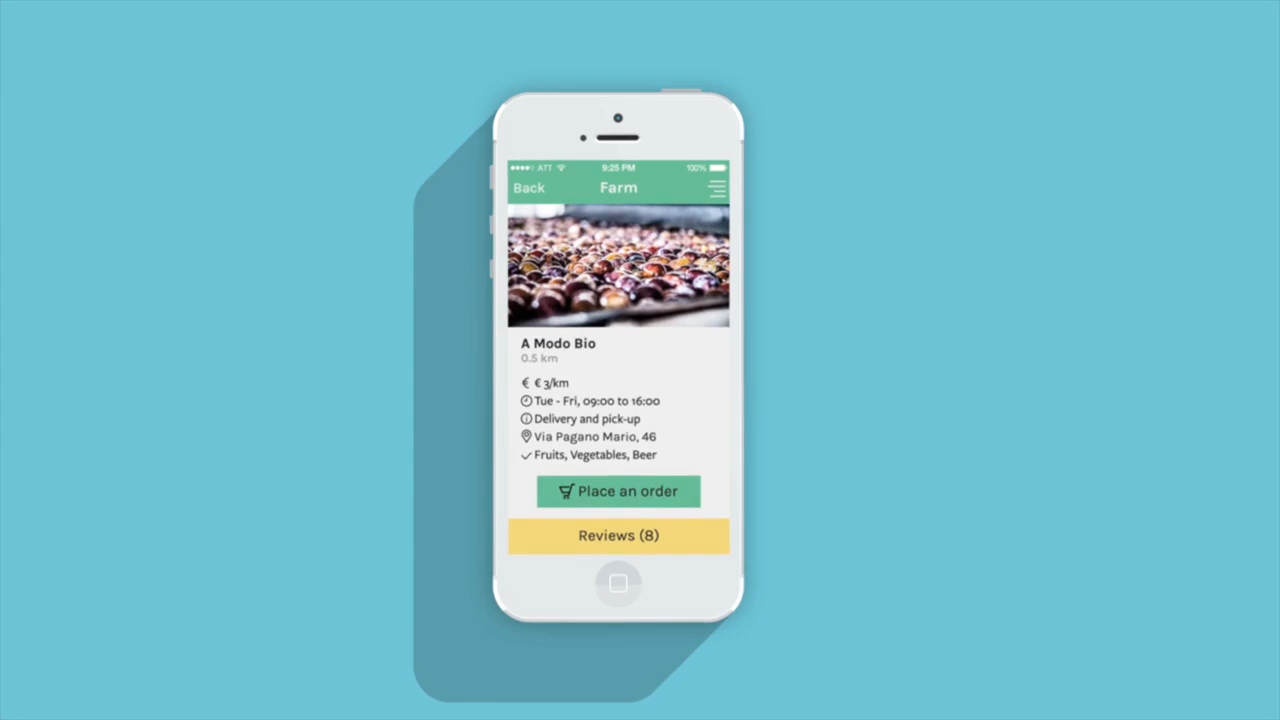 ATT 9:25 PM 100%
Back Farm
A Modo Bio
0.5 km
€ € 3/km
Tue - Fri, 09:00 to 16:00
Delivery and pick-up
Via Pagano Mario, 46
Fruits, Vegetables, Beer
Place an order
Reviews (8)